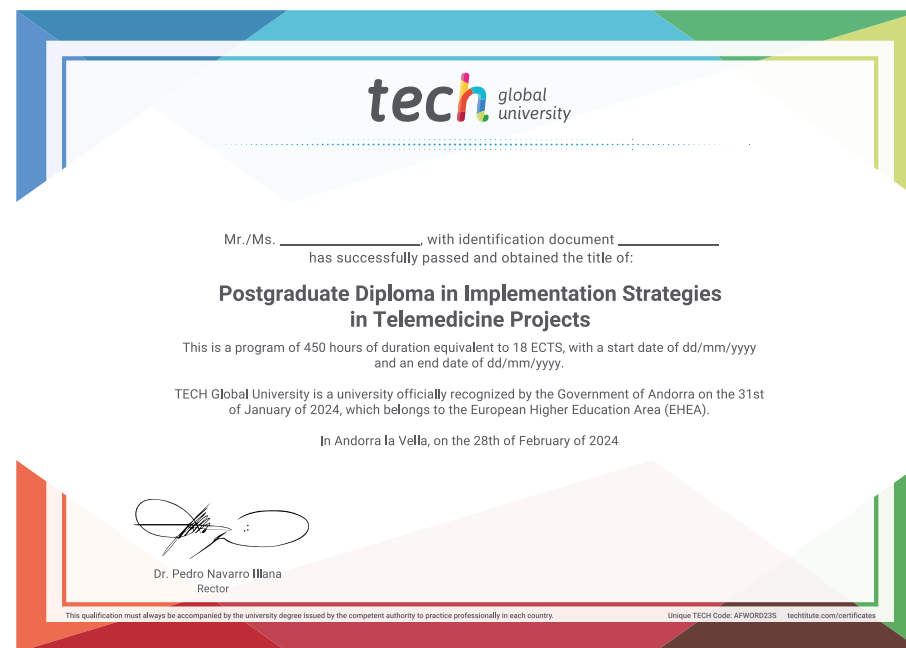 tech global university
Mr./Ms. ____________, with identification document ____________
has successfully passed and obtained the title of:
Postgraduate Diploma in Implementation Strategies
in Telemedicine Projects
This is a program of 450 hours of duration equivalent to 18 ECTS, with a start date of dd/mm/yyyy
and an end date of dd/mm/yyyy.
TECH Global University is a university officially recognized by the Government of Andorra on the 31st
of January of 2024, which belongs to the European Higher Education Area (EHEA).
In Andorra la Vella, on the 28th of February of 2024
Dr. Pedro Navarro Illana
Rector
This qualification must always be accompanied by the university degree issued by the competent authority to practice professionally in each country.
Unique TECH Code: AFWORD23S techtitute.com/certificates